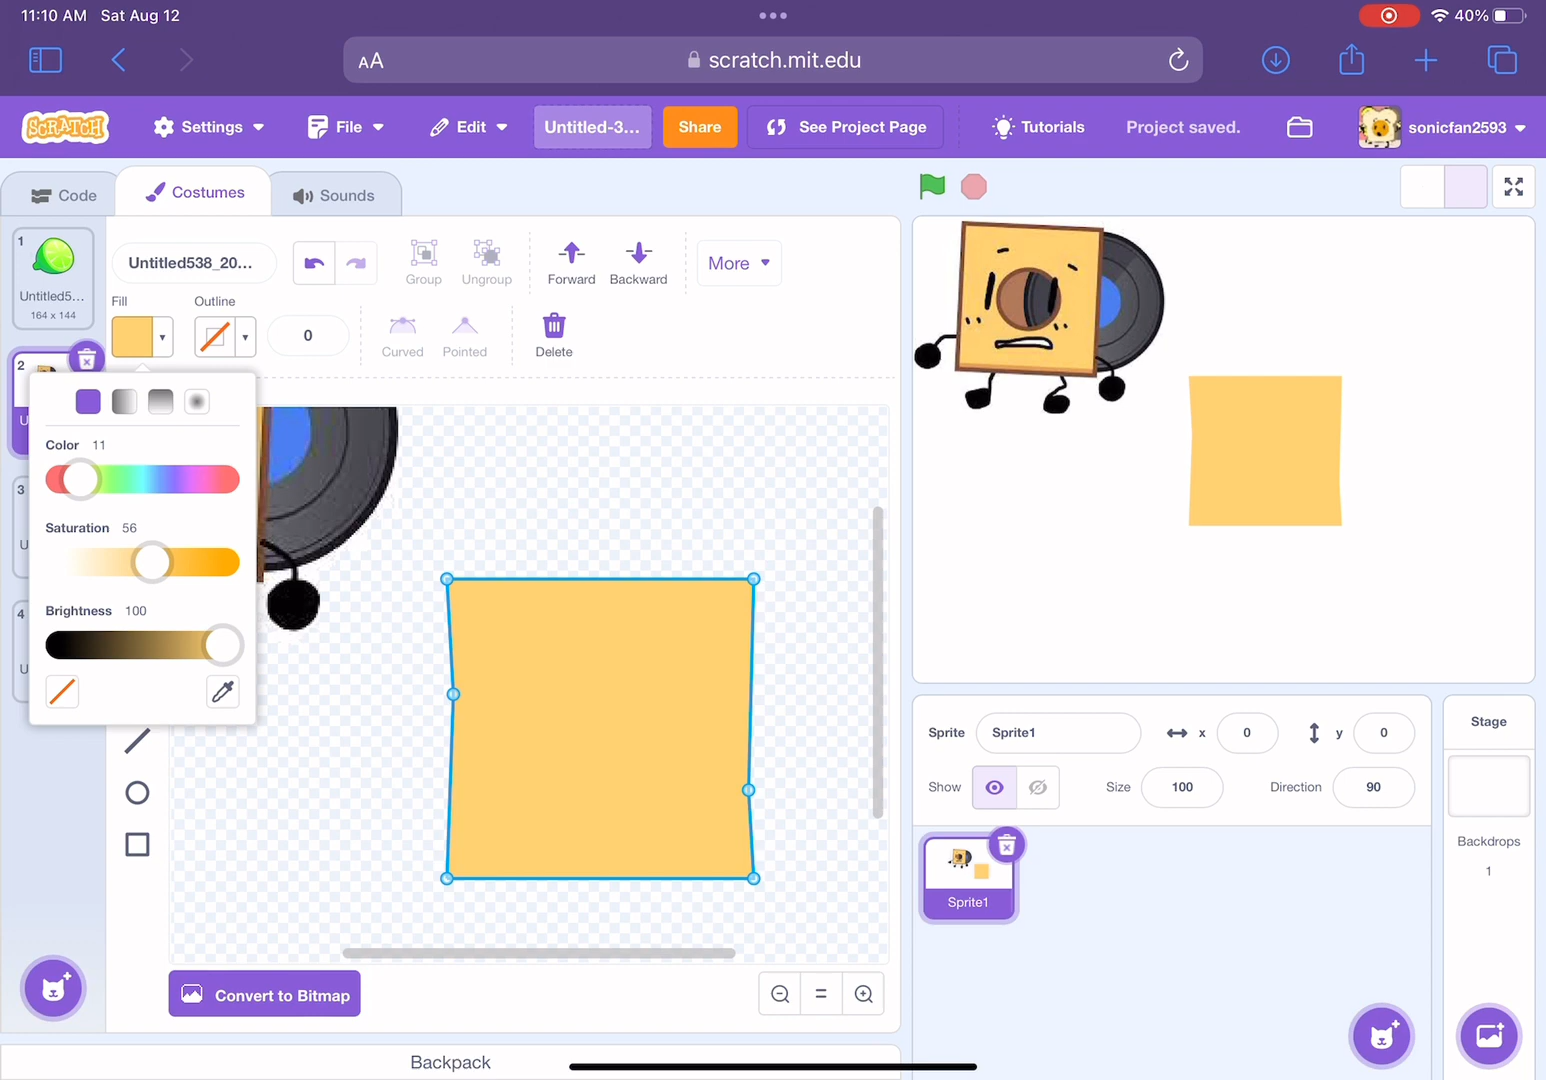 11:10 AM Sat Aug 12
40%
AA
scratch.mit.edu
SCRATCH
Settings
File
Edit
Untitled-3...
Share
See Project Page
Tutorials
Project saved.
sonicfan2593
Code
Costumes
Sounds
1
Untitled5...
164 x 144
2
U
3
U
4
U
Untitled538_20...
Group
Ungroup
Forward
Backward
More
Fill
Outline
0
Curved
Pointed
Delete
Color 11
Saturation 56
Brightness 100
Convert to Bitmap
Backpack
Sprite
Sprite1
x
0
y
0
Show
Size
100
Direction
90
Sprite1
Stage
Backdrops
1